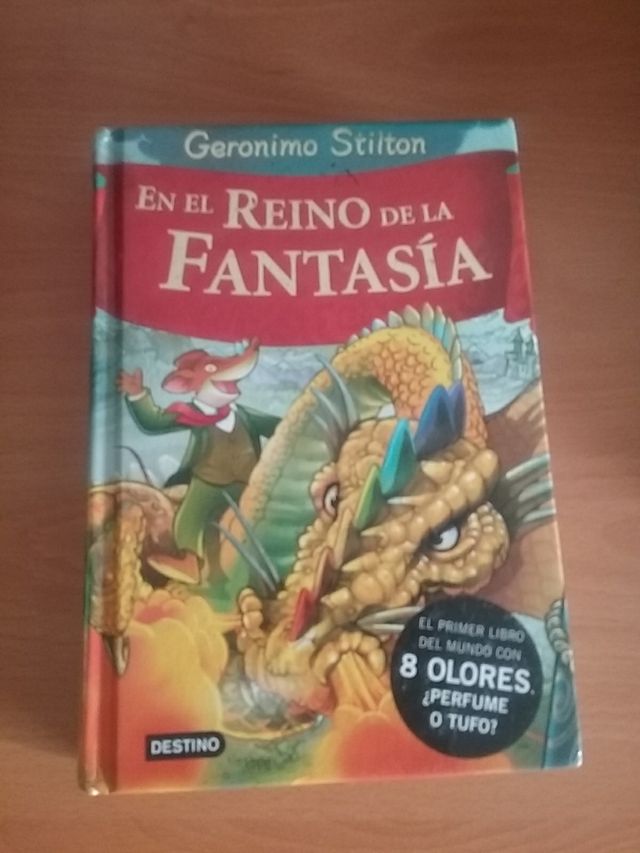 Geronimo Stilton
EN EL REINO DE LA
FANTASÍA
EL PRIMER LIBRO
DEL MUNDO CON
8 OLORES.
¿PERFUME
O TUFO?
DESTINO